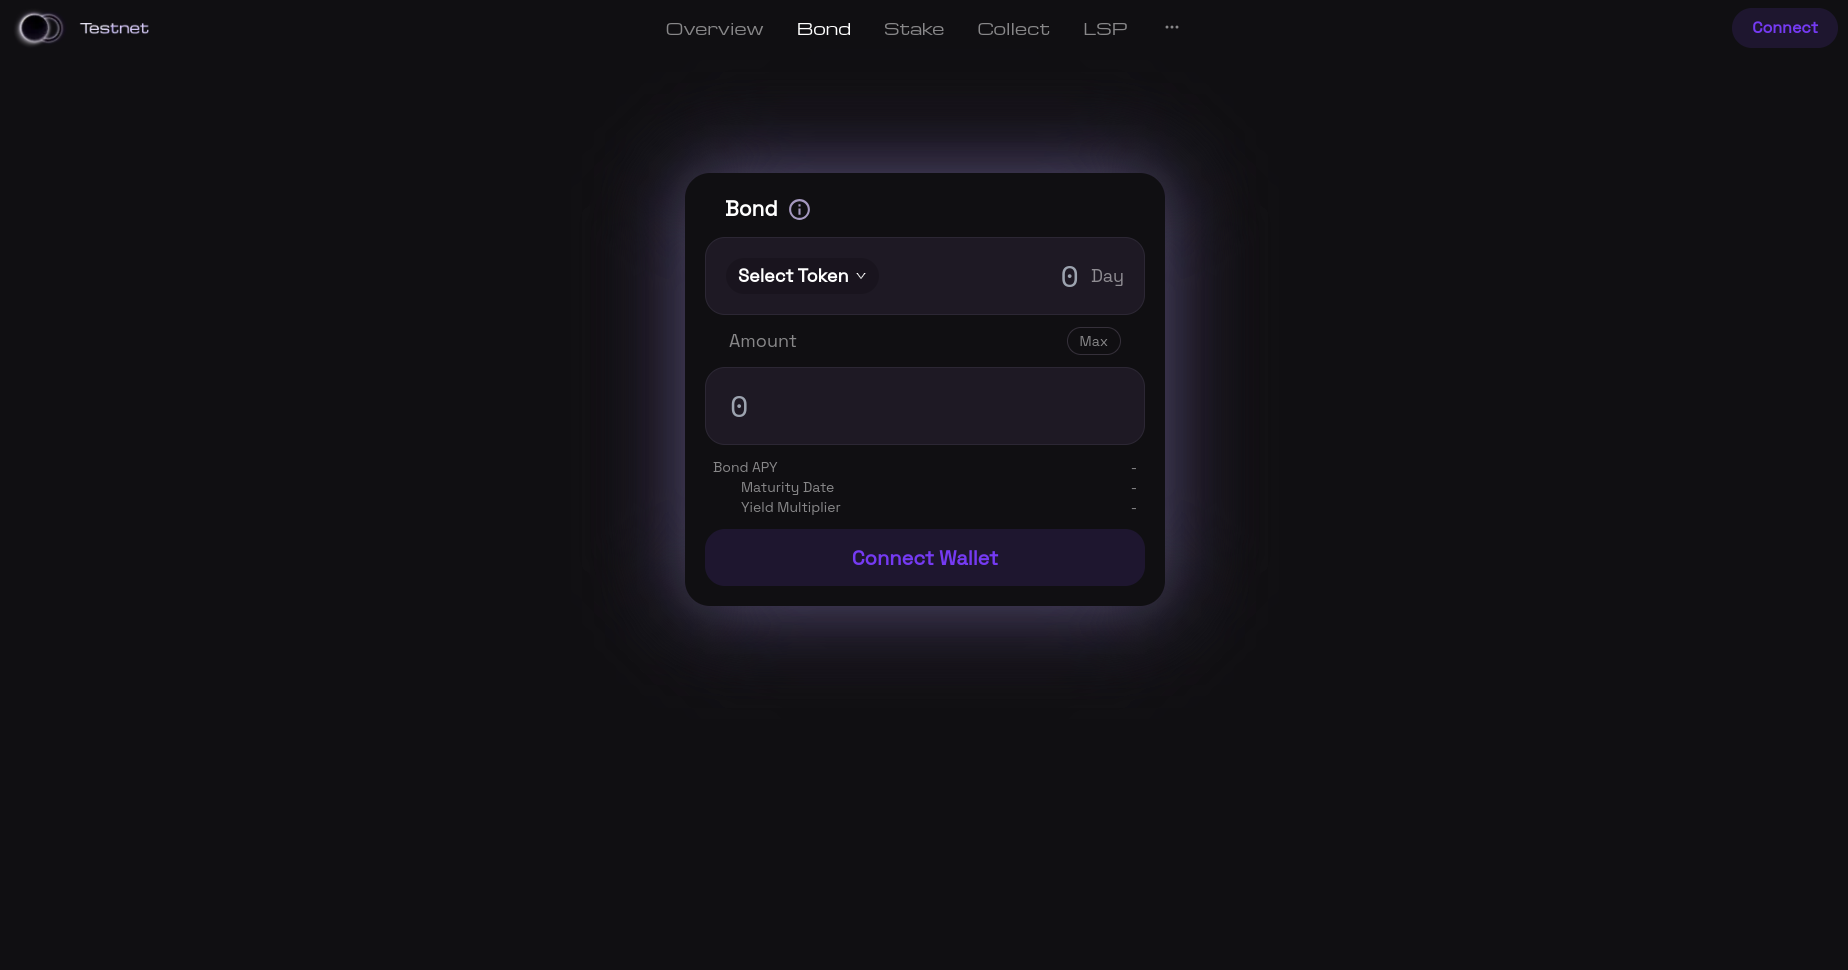 Testnet
Overview Bond Stake Collect LSP ···
Connect
Bond
Select Token 0 Day
Amount Max
0
Bond APY -
Maturity Date -
Yield Multiplier -
Connect Wallet